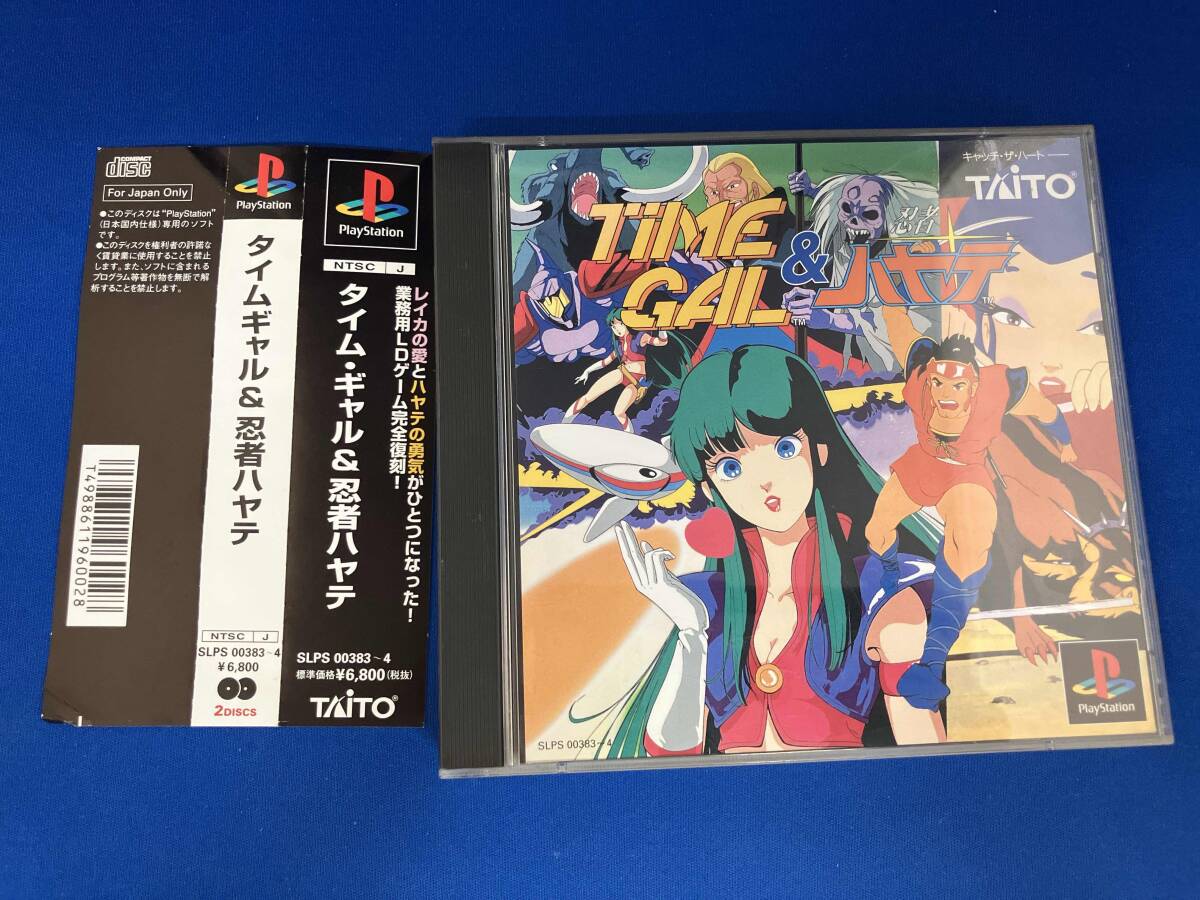 COMPACT
disc
For Japan Only
●このディスクは"PlayStation"
(日本国内仕様)専用のソフト
です。
●このディスクを権利者の許諾な
く賃貸業に使用することを禁止
します。また、ソフトに含まれる
プログラム等著作物を無断で解
析することを禁止します。
T4988611960028
PlayStation
タイムギャル&忍者ハヤテ
NTSC J
SLPS 00383~4
¥6,800
2DISCS
PlayStation
NTSC J
レイカの愛とハヤテの勇気がひとつになった!
業務用LDゲーム完全復刻!
タイム・ギャル&忍者ハヤテ
SLPS 00383~4
標準価格¥6,800(税抜)
TAITO®
キャッチ・ザ・ハート
TAITO®
TIME
GAL™
&
忍者
ハヤテ™
SLPS 00383~4
PlayStation